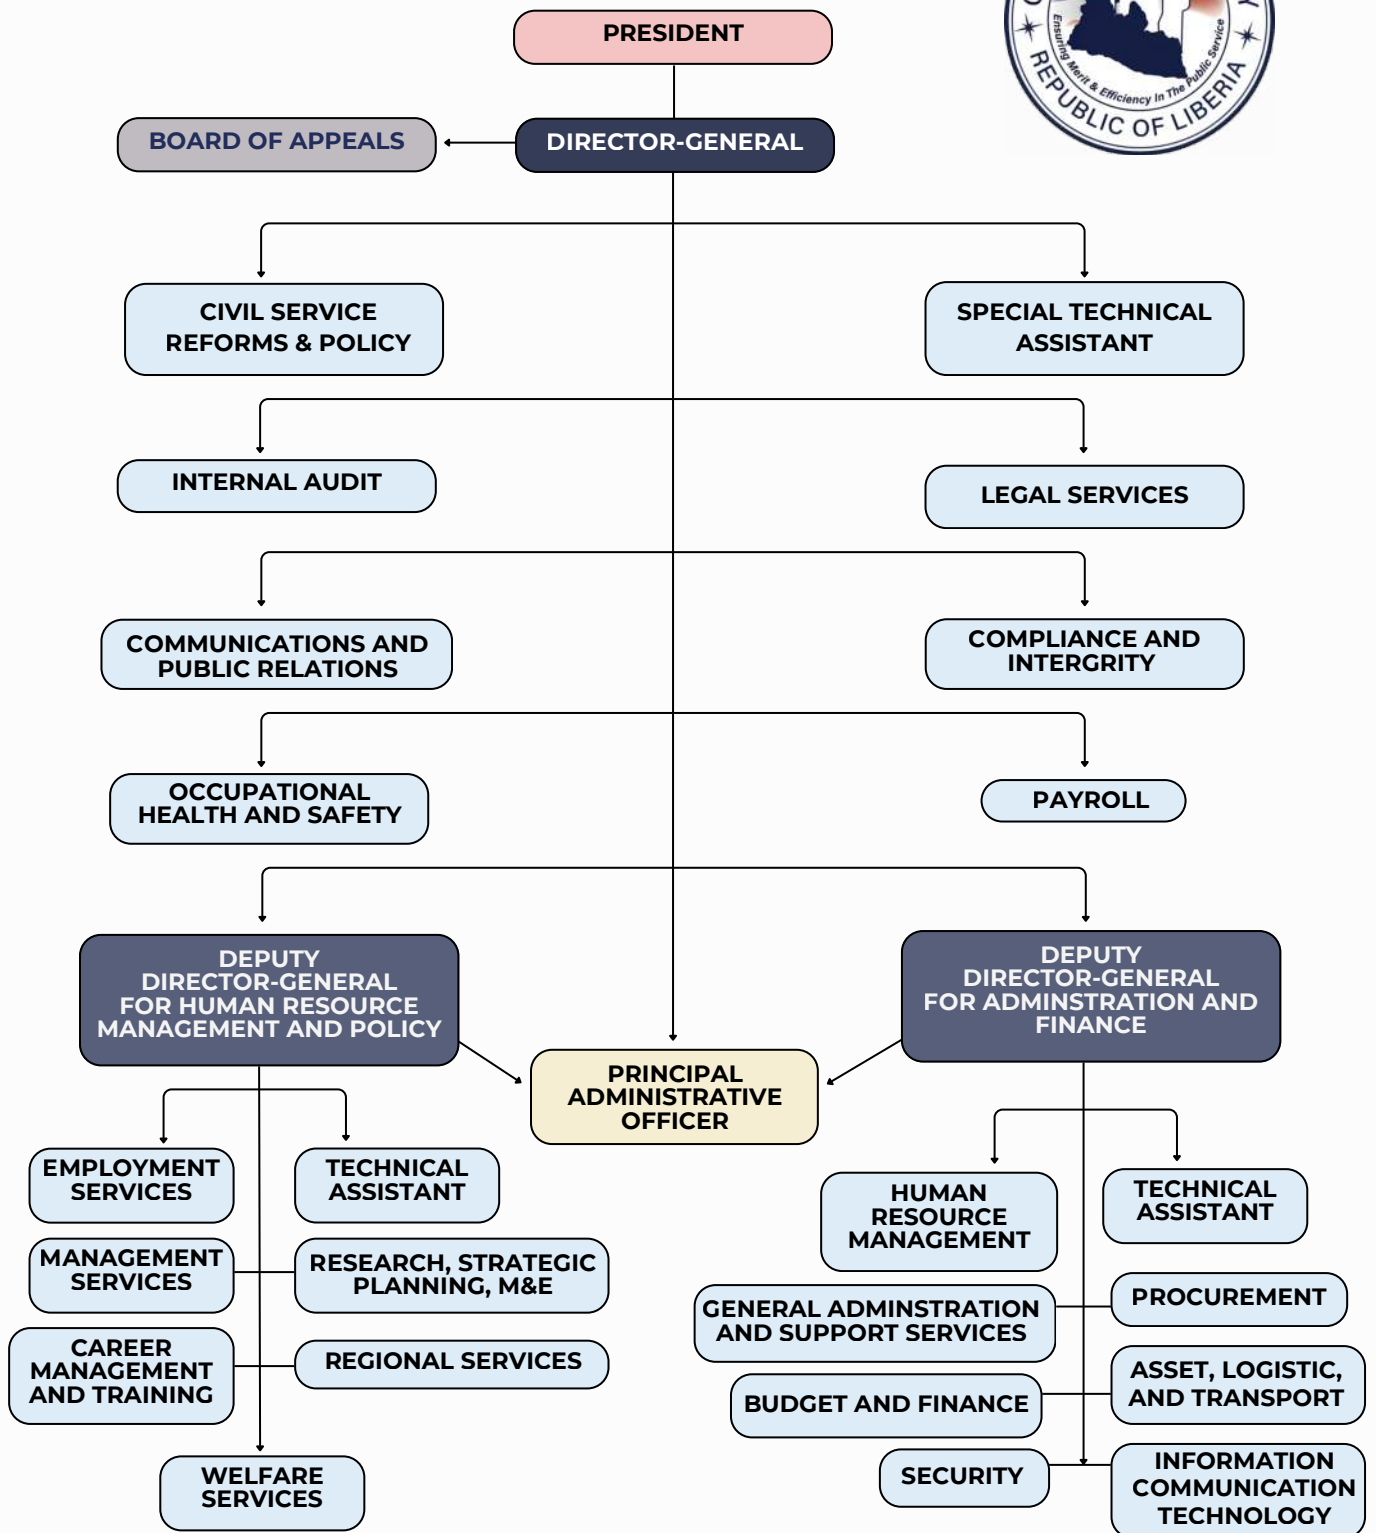 PRESIDENT
Ensuring Merit & Efficiency In The Public Service
REPUBLIC OF LIBERIA
BOARD OF APPEALS
DIRECTOR-GENERAL
CIVIL SERVICE
REFORMS & POLICY
SPECIAL TECHNICAL
ASSISTANT
INTERNAL AUDIT
LEGAL SERVICES
COMMUNICATIONS AND
PUBLIC RELATIONS
COMPLIANCE AND
INTERGRITY
OCCUPATIONAL
HEALTH AND SAFETY
PAYROLL
DEPUTY
DIRECTOR-GENERAL
FOR HUMAN RESOURCE
MANAGEMENT AND POLICY
DEPUTY
DIRECTOR-GENERAL
FOR ADMINSTRATION AND
FINANCE
PRINCIPAL
ADMINISTRATIVE
OFFICER
EMPLOYMENT
SERVICES
TECHNICAL
ASSISTANT
MANAGEMENT
SERVICES
RESEARCH, STRATEGIC
PLANNING, M&E
CAREER
MANAGEMENT
AND TRAINING
REGIONAL SERVICES
WELFARE
SERVICES
HUMAN
RESOURCE
MANAGEMENT
TECHNICAL
ASSISTANT
GENERAL ADMINSTRATION
AND SUPPORT SERVICES
PROCUREMENT
BUDGET AND FINANCE
ASSET, LOGISTIC,
AND TRANSPORT
SECURITY
INFORMATION
COMMUNICATION
TECHNOLOGY